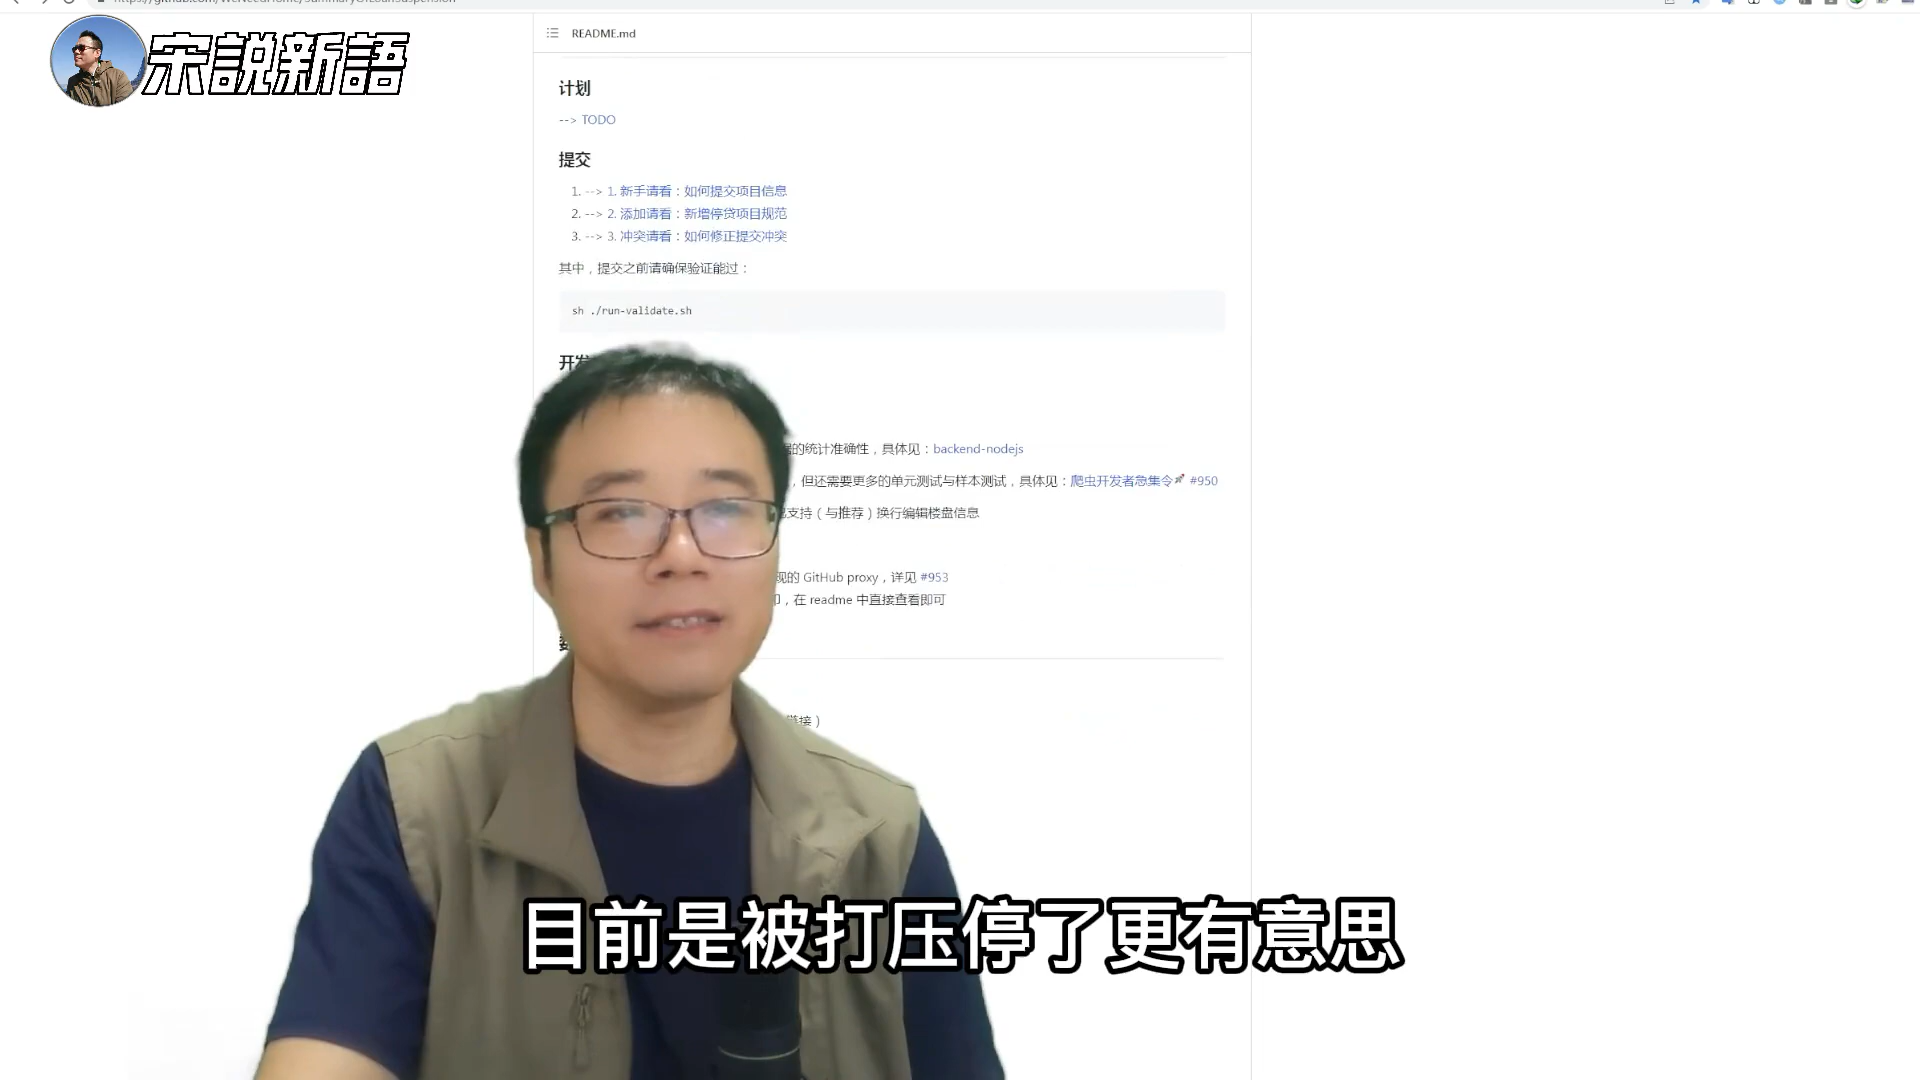 宋説新語
README.md
计划
--> TODO
提交
1. --> 1. 新手请看：如何提交项目信息
2. --> 2. 添加请看：新增停贷项目规范
3. --> 3. 冲突请看：如何修正提交冲突
其中，提交之前请确保验证能过：
sh ./run-validate.sh
开发
的统计准确性，具体见：backend-nodejs
，但还需要更多的单元测试与样本测试，具体见：爬虫开发者急集令🚀 #950
支持（与推荐）换行编辑楼盘信息
现的 GitHub proxy，详见 #953
，在 readme 中直接查看即可
链接）
目前是被打压停了更有意思